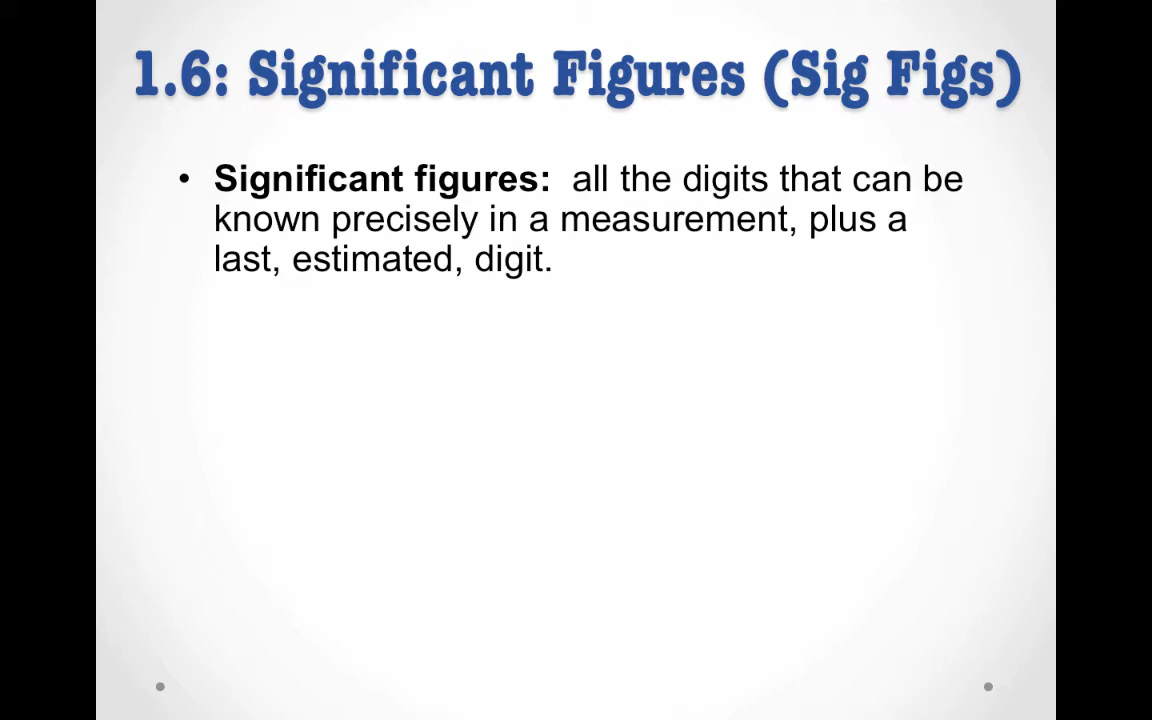 1.6: Significant Figures (Sig Figs)
• Significant figures:  all the digits that can be
known precisely in a measurement, plus a
last, estimated, digit.